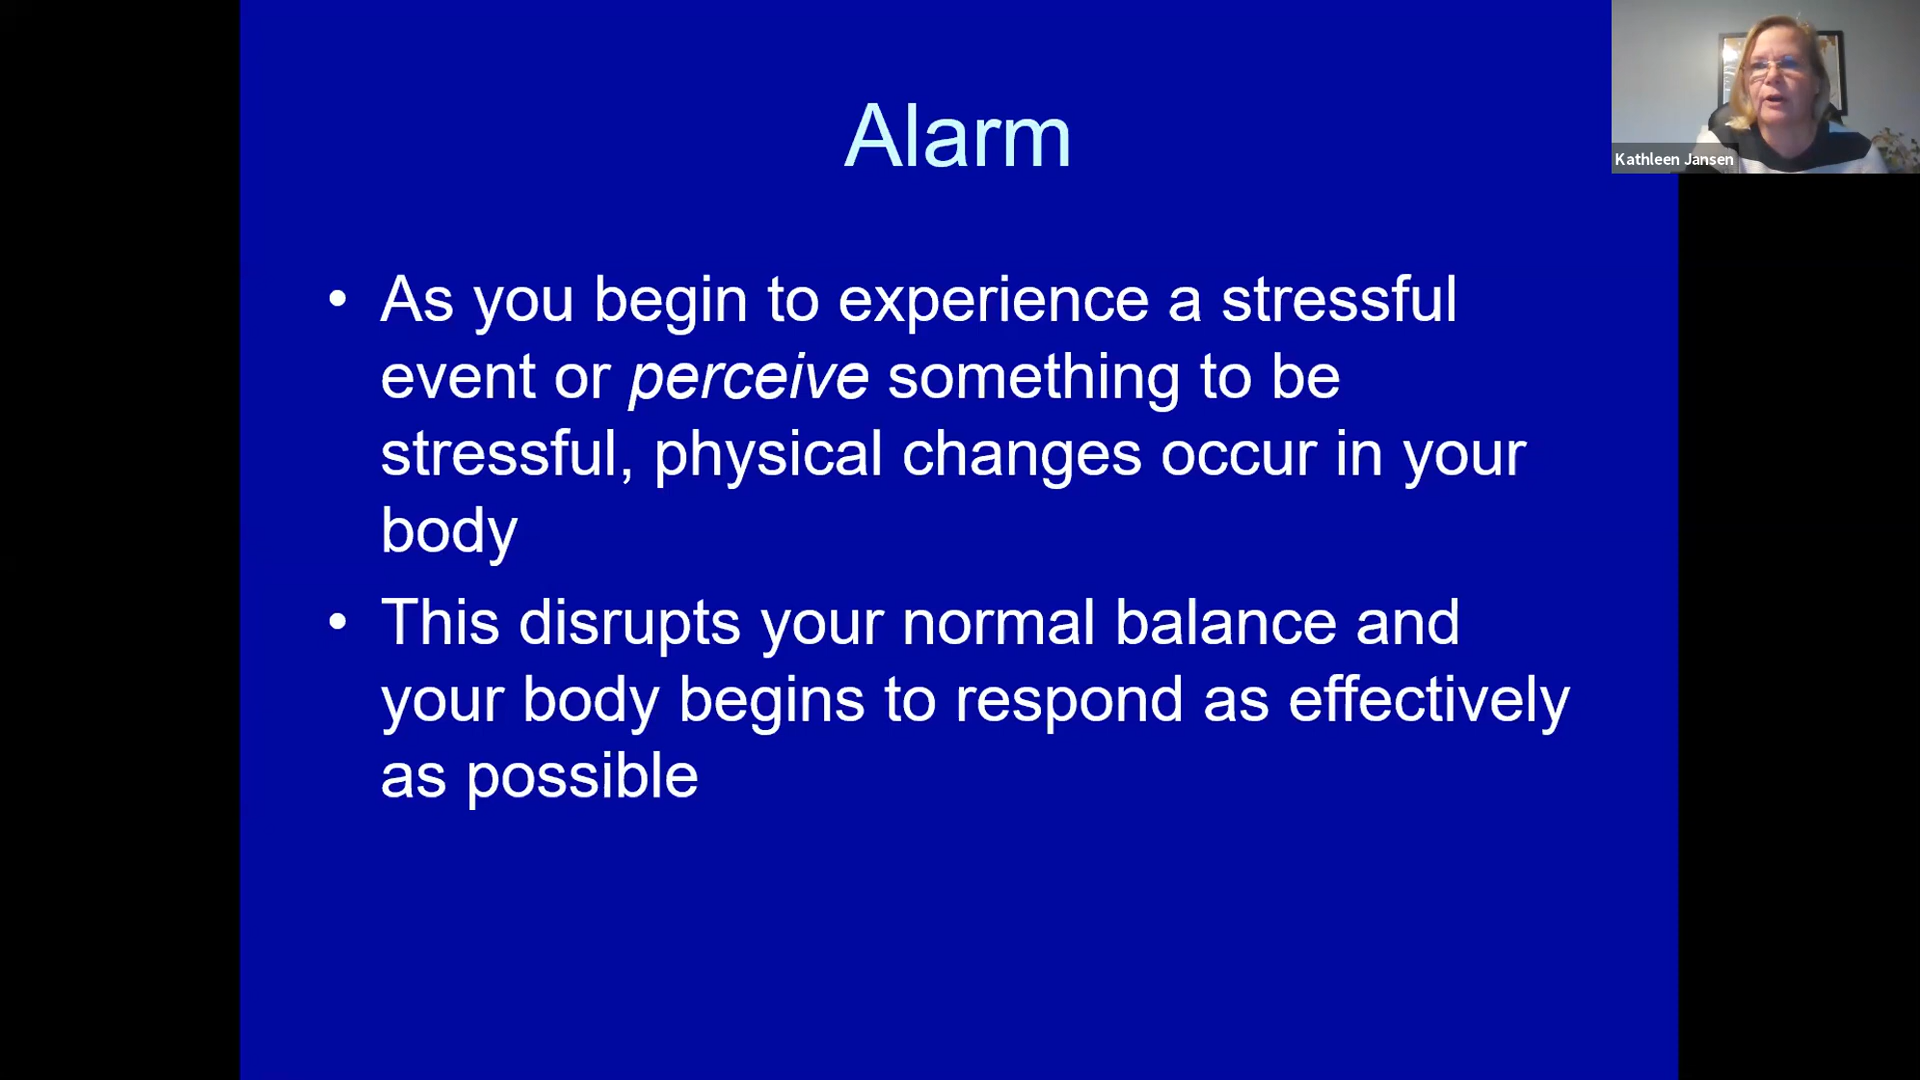 Alarm
• As you begin to experience a stressful
event or perceive something to be
stressful, physical changes occur in your
body
• This disrupts your normal balance and
your body begins to respond as effectively
as possible
Kathleen Jansen